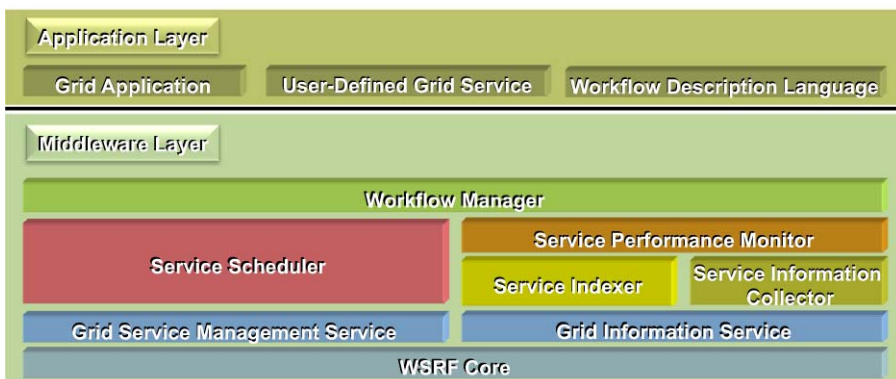 Application Layer
Grid Application
User-Defined Grid Service
Workflow Description Language
Middleware Layer
Workflow Manager
Service Scheduler
Service Performance Monitor
Service Indexer
Service Information
Collector
Grid Service Management Service
Grid Information Service
WSRF Core